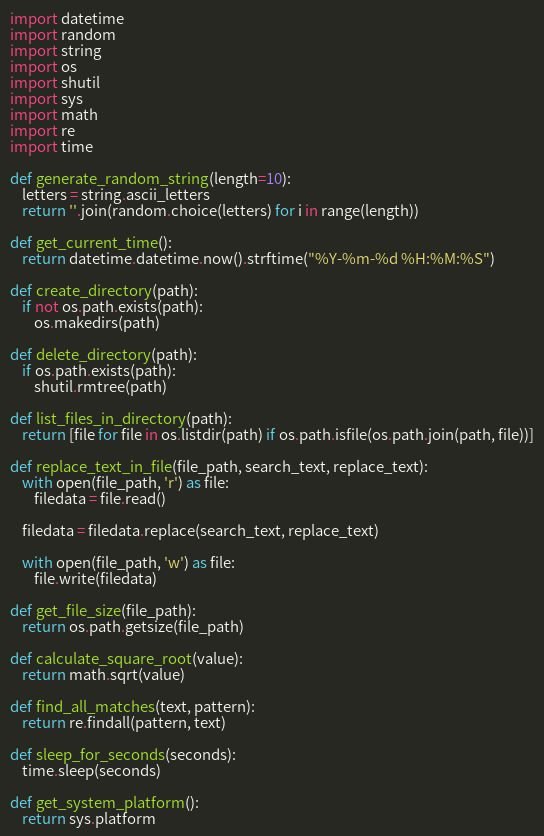 import datetime
import random
import string
import os
import shutil
import sys
import math
import re
import time

def generate_random_string(length=10):
    letters = string.ascii_letters
    return ''.join(random.choice(letters) for i in range(length))

def get_current_time():
    return datetime.datetime.now().strftime("%Y-%m-%d %H:%M:%S")

def create_directory(path):
    if not os.path.exists(path):
        os.makedirs(path)

def delete_directory(path):
    if os.path.exists(path):
        shutil.rmtree(path)

def list_files_in_directory(path):
    return [file for file in os.listdir(path) if os.path.isfile(os.path.join(path, file))]

def replace_text_in_file(file_path, search_text, replace_text):
    with open(file_path, 'r') as file:
        filedata = file.read()

    filedata = filedata.replace(search_text, replace_text)

    with open(file_path, 'w') as file:
        file.write(filedata)

def get_file_size(file_path):
    return os.path.getsize(file_path)

def calculate_square_root(value):
    return math.sqrt(value)

def find_all_matches(text, pattern):
    return re.findall(pattern, text)

def sleep_for_seconds(seconds):
    time.sleep(seconds)

def get_system_platform():
    return sys.platform